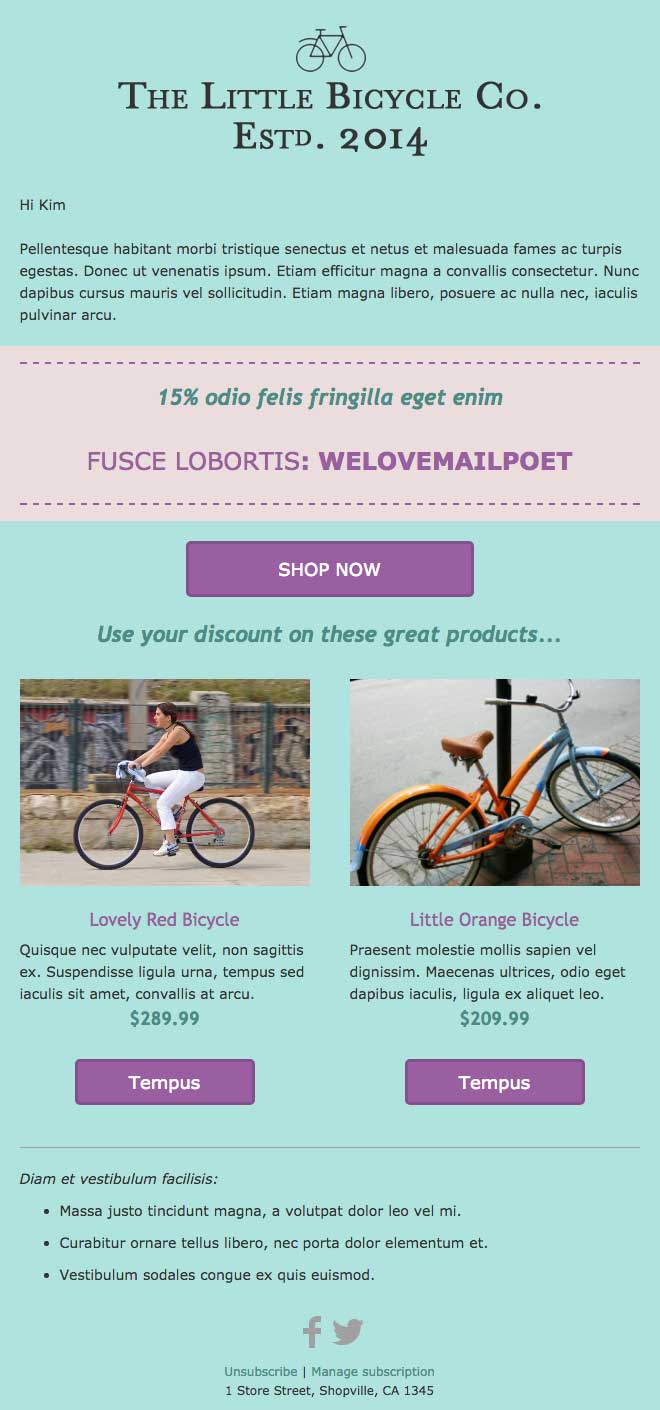 The Little Bicycle Co.
Estd. 2014
Hi Kim
Pellentesque habitant morbi tristique senectus et netus et malesuada fames ac turpis
egestas. Donec ut venenatis ipsum. Etiam efficitur magna a convallis consectetur. Nunc
dapibus cursus mauris vel sollicitudin. Etiam magna libero, posuere ac nulla nec, iaculis
pulvinar arcu.
15% odio felis fringilla eget enim
FUSCE LOBORTIS: WELOVEMAILPOET
SHOP NOW
Use your discount on these great products...
Lovely Red Bicycle
Quisque nec vulputate velit, non sagittis
ex. Suspendisse ligula urna, tempus sed
iaculis sit amet, convallis at arcu.
$289.99
Tempus
Little Orange Bicycle
Praesent molestie mollis sapien vel
dignissim. Maecenas ultrices, odio eget
dapibus iaculis, ligula ex aliquet leo.
$209.99
Tempus
Diam et vestibulum facilisis:
• Massa justo tincidunt magna, a volutpat dolor leo vel mi.
• Curabitur ornare tellus libero, nec porta dolor elementum et.
• Vestibulum sodales congue ex quis euismod.
Unsubscribe | Manage subscription
1 Store Street, Shopville, CA 1345